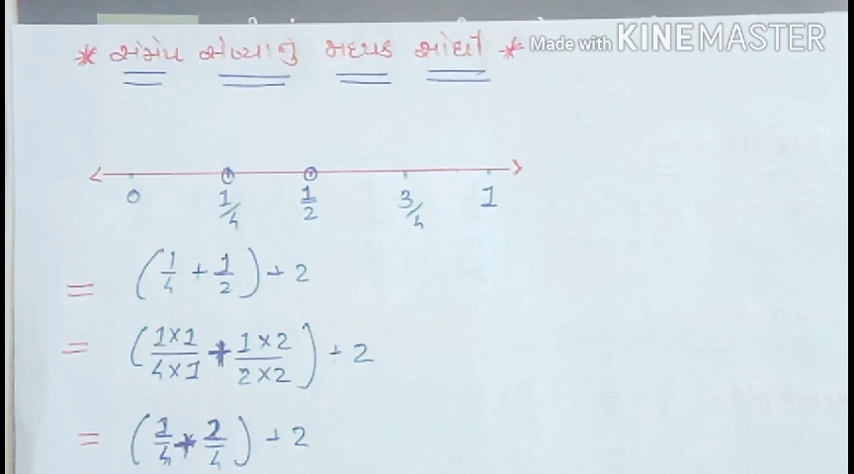 * સંમેય સંખ્યાનું મધ્યક શોધો *
Made with KINEMASTER
0 1/4 1/2 3/4 1
= (1/4 + 1/2) ÷ 2
= (1×1/4×1 + 1×2/2×2) ÷ 2
= (1/4 + 2/4) ÷ 2